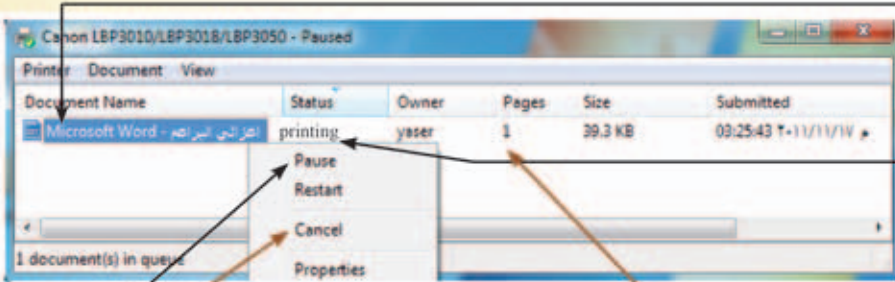 Canon LBP3010/LBP3018/LBP3050 - Paused
Printer Document View
Document Name Status Owner Pages Size Submitted
Microsoft Word - اعزائي البراعم printing yaser 1 39.3 KB 03:25:43 ٢٠١١/١١/١٧ م
Pause
Restart
Cancel
1 document(s) in queue
Properties